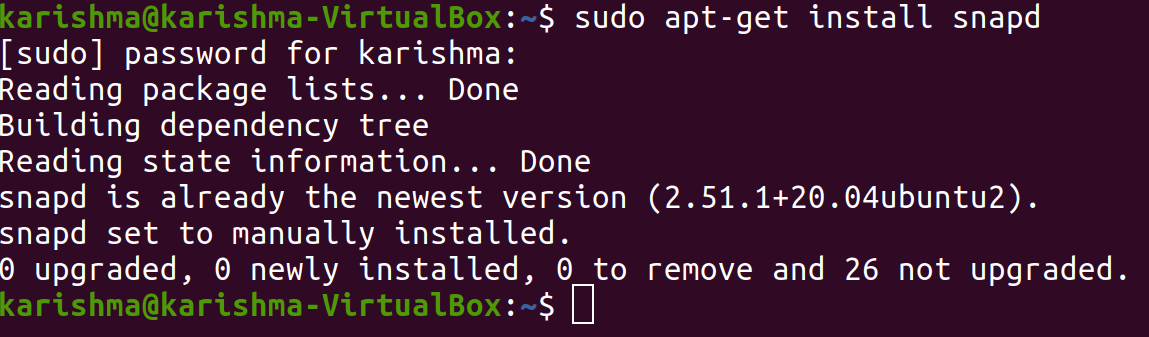 karishma@karishma-VirtualBox:~$ sudo apt-get install snapd
[sudo] password for karishma:
Reading package lists... Done
Building dependency tree
Reading state information... Done
snapd is already the newest version (2.51.1+20.04ubuntu2).
snapd set to manually installed.
0 upgraded, 0 newly installed, 0 to remove and 26 not upgraded.
karishma@karishma-VirtualBox:~$